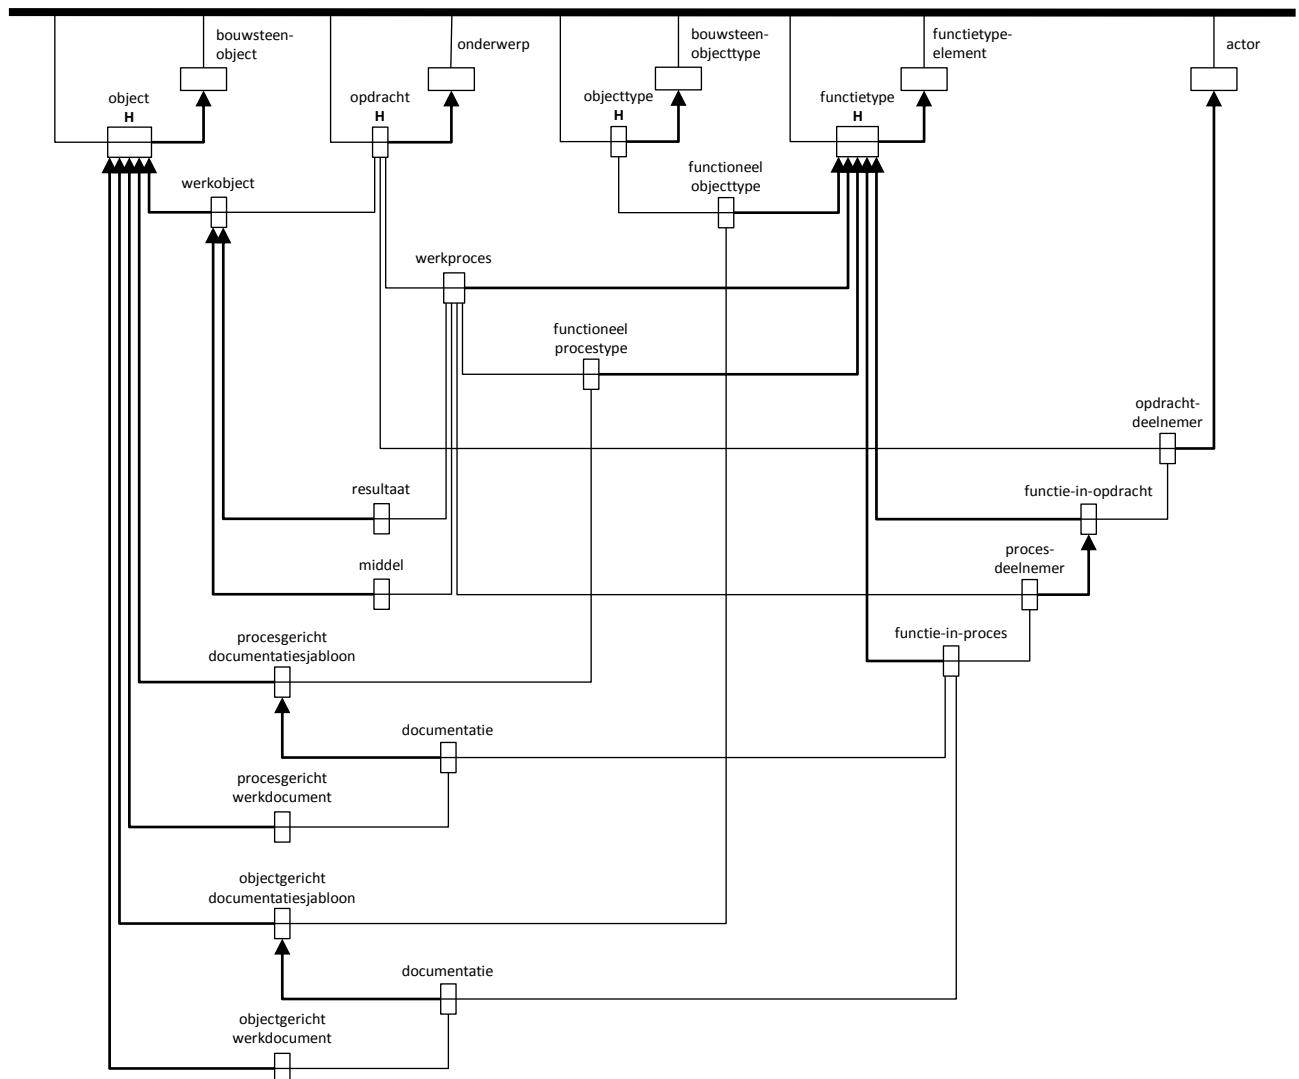 bouwsteen-
object
onderwerp
bouwsteen-
objecttype
functietype-
element
actor
object
H
opdracht
H
objecttype
H
functietype
H
werkobject
functioneel
objecttype
werkproces
functioneel
procestype
opdracht-
deelnemer
resultaat
functie-in-opdracht
middel
proces-
deelnemer
procesgericht
documentatiesjabloon
functie-in-proces
documentatie
procesgericht
werkdocument
objectgericht
documentatiesjabloon
documentatie
objectgericht
werkdocument